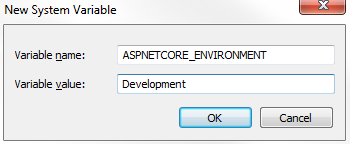 New System Variable
Variable name: ASPNETCORE_ENVIRONMENT
Variable value: Development
OK Cancel